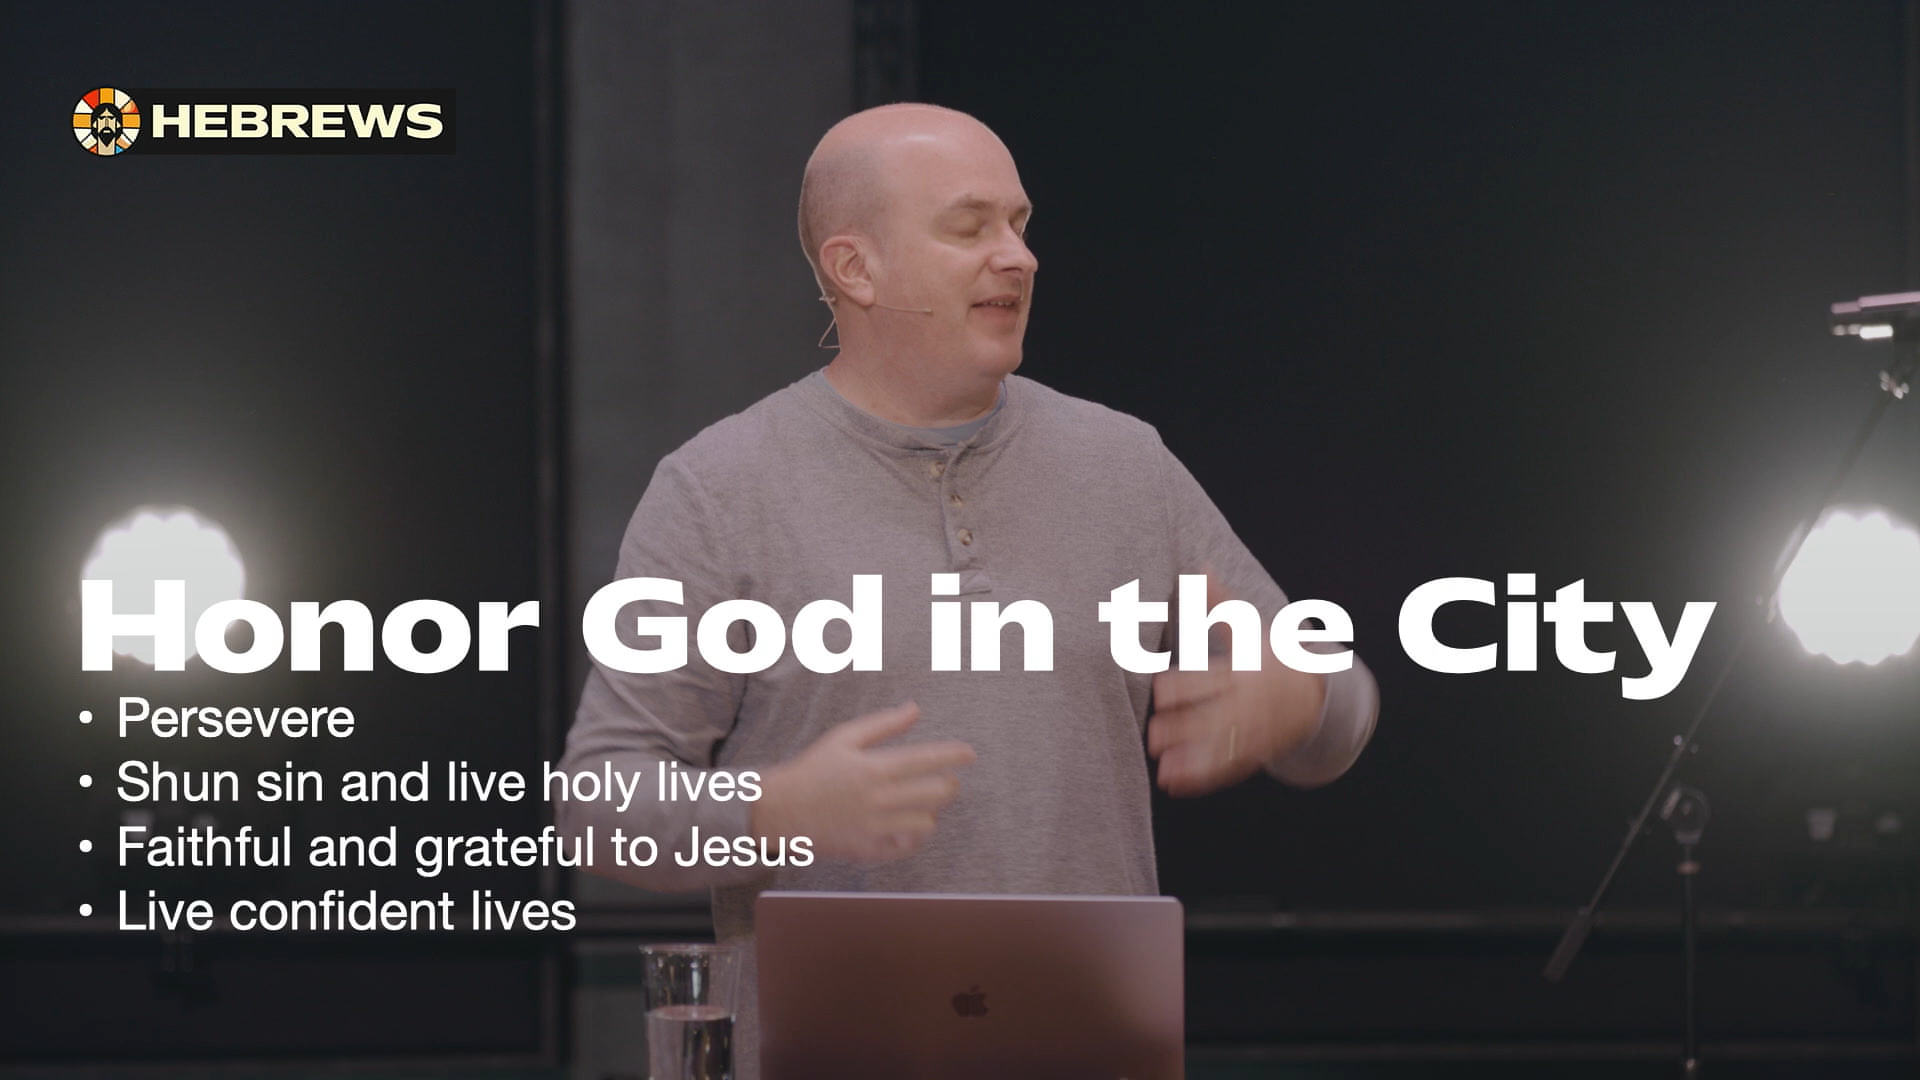 HEBREWS
Honor God in the City
• Persevere
• Shun sin and live holy lives
• Faithful and grateful to Jesus
• Live confident lives